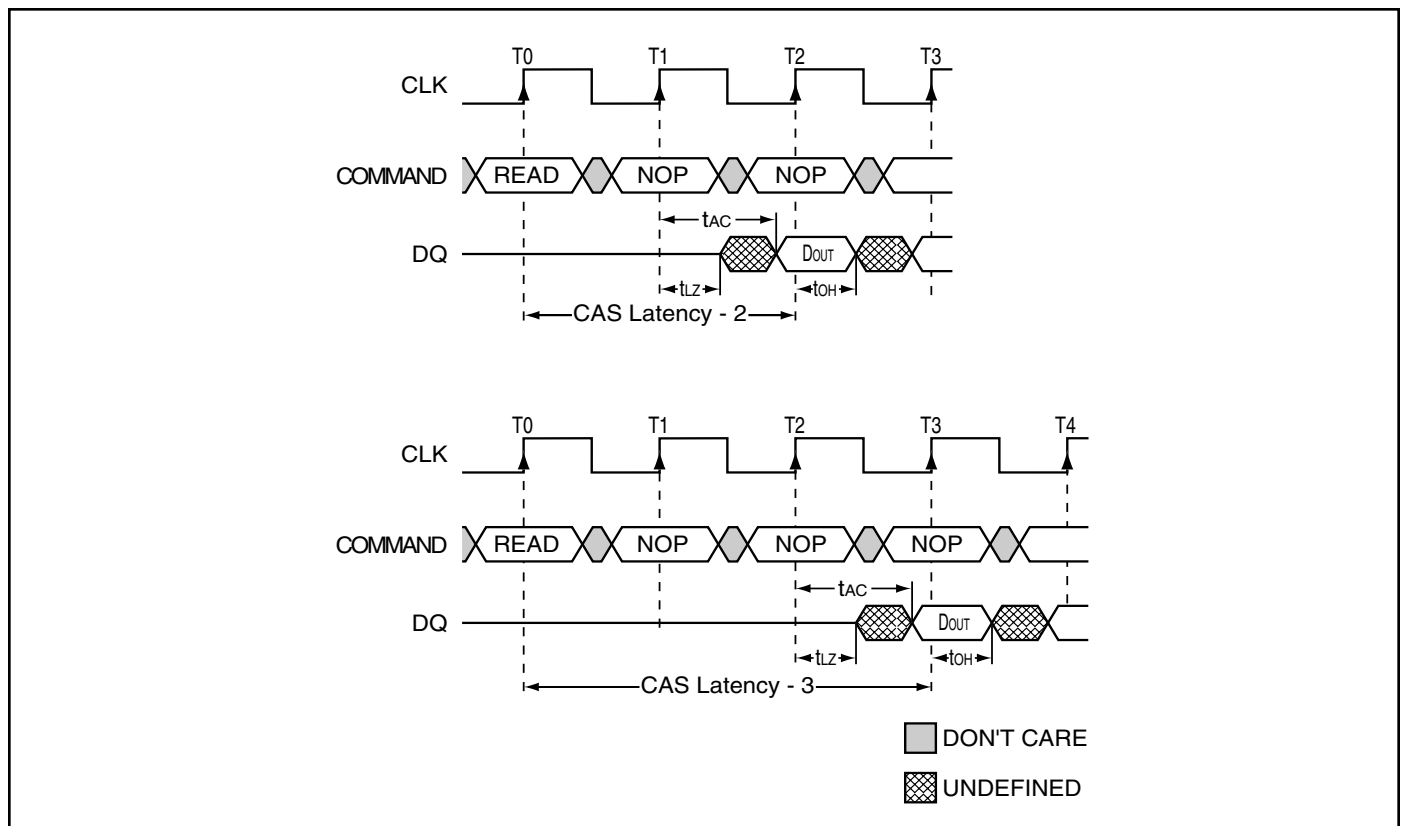 T0 T1 T2 T3
CLK
COMMAND READ NOP NOP
tAC
DQ DOUT
tLZ tOH
CAS Latency - 2
T0 T1 T2 T3 T4
CLK
COMMAND READ NOP NOP NOP
tAC
DQ DOUT
tLZ tOH
CAS Latency - 3
DON'T CARE
UNDEFINED